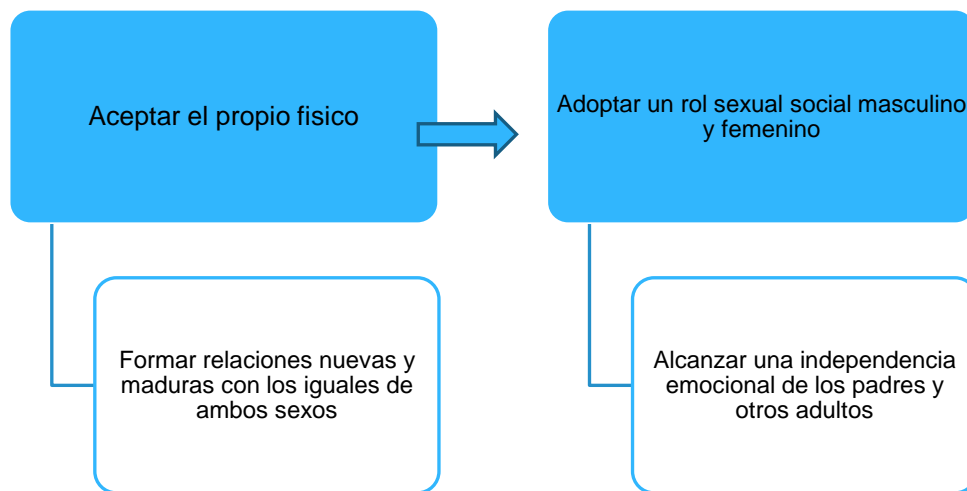 Aceptar el propio fisico
Adoptar un rol sexual social masculino
y femenino
Formar relaciones nuevas y
maduras con los iguales de
ambos sexos
Alcanzar una independencia
emocional de los padres y
otros adultos